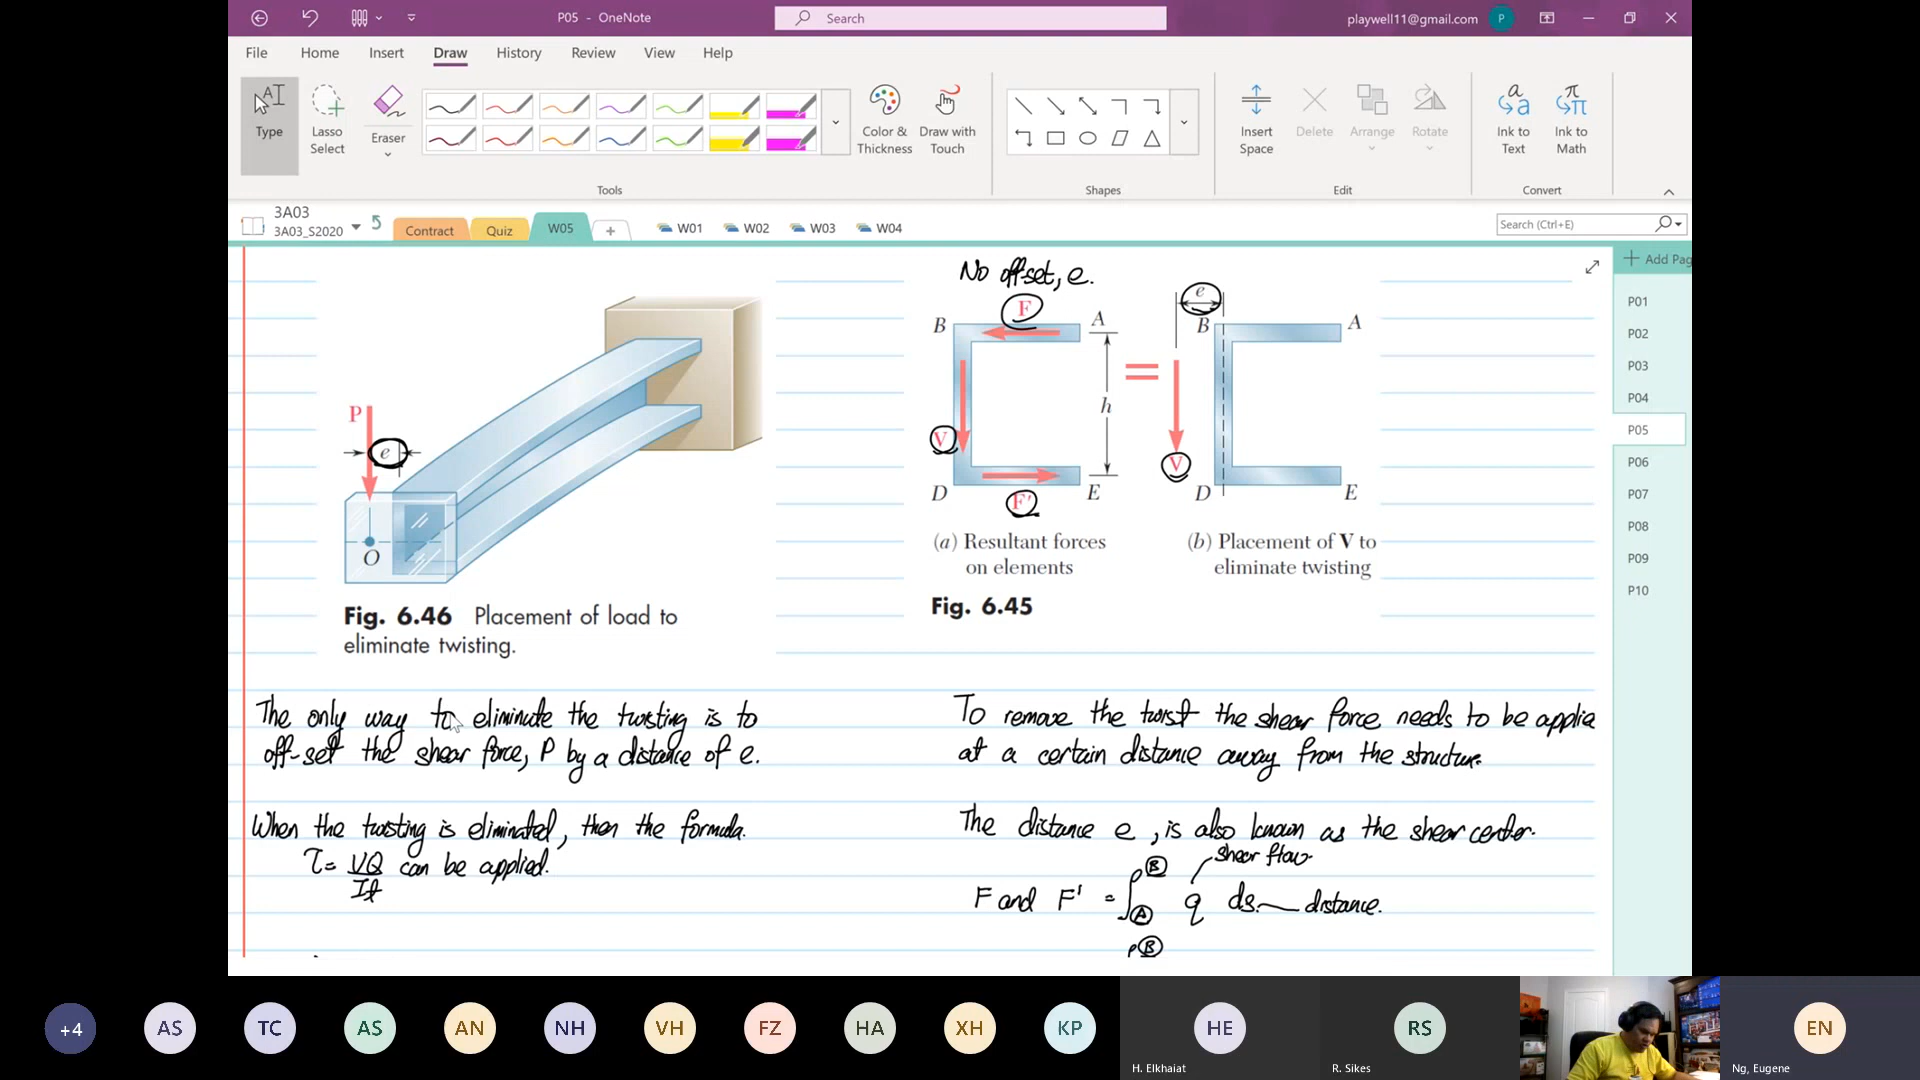 P05 - OneNote
Search
playwell11@gmail.com
P
File
Home
Insert
Draw
History
Review
View
Help
Type
Lasso
Select
Eraser
Color &
Thickness
Draw with
Touch
Insert
Space
Delete
Arrange
Rotate
Ink to
Text
Ink to
Math
Tools
Shapes
Edit
Convert
3A03
3A03_S2020
Contract
Quiz
W05
+
W01
W02
W03
W04
Search (Ctrl+E)
Add Pag
P01
P02
P03
P04
P05
P06
P07
P08
P09
P10
P
e
O
Fig. 6.46 Placement of load to
eliminate twisting.
No offset, e.
F
B
A
h
V
D
E
F'
=
e
B
A
V
D
E
(a) Resultant forces
on elements
(b) Placement of V to
eliminate twisting
Fig. 6.45
The only way to eliminate the twisting is to
off-set the shear force, P by a distance of e.
When the twisting is eliminated, then the formula.
τ = VQ/It can be applied.
To remove the twist the shear force needs to be applie
at a certain distance away from the structure.
The distance e, is also known as the shear center.
shear flow
F and F' = ∫ A B q ds. distance.
B
+4
AS
TC
AS
AN
NH
VH
FZ
HA
XH
KP
HE
H. Elkhaiat
RS
R. Sikes
EN
Ng, Eugene